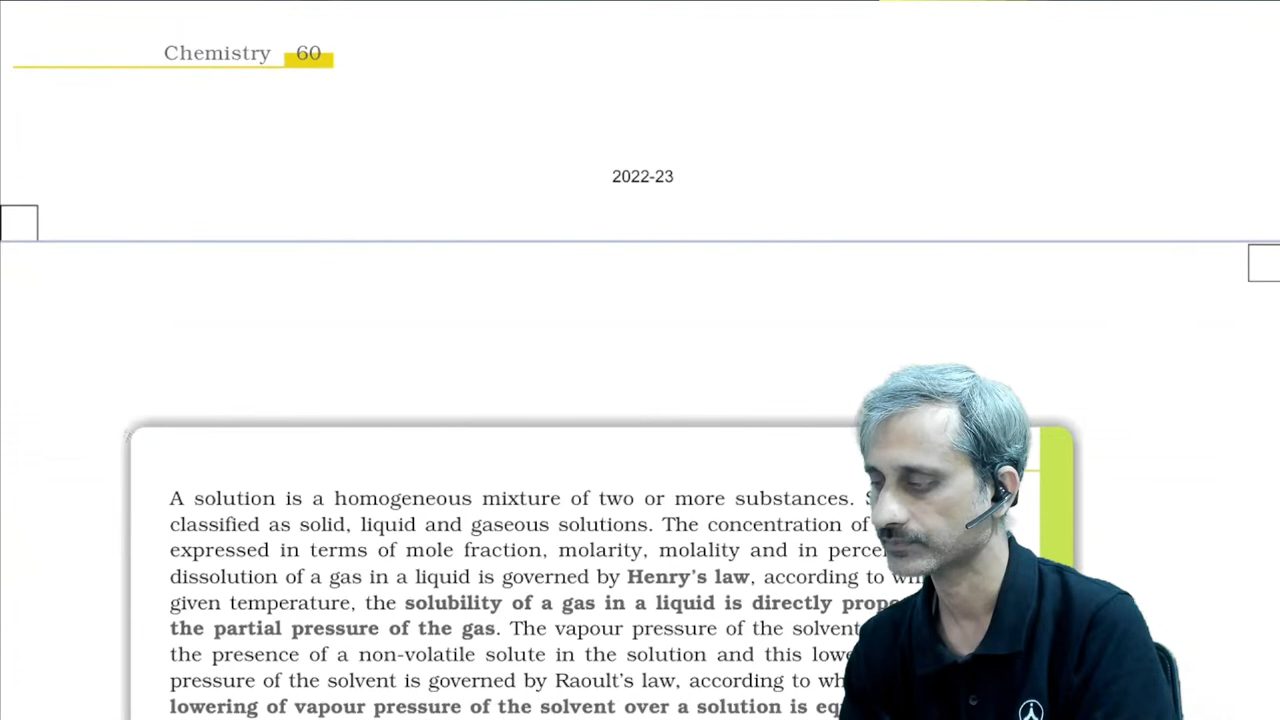 Chemistry 60
2022-23
A solution is a homogeneous mixture of two or more substances.
classified as solid, liquid and gaseous solutions. The concentration of
expressed in terms of mole fraction, molarity, molality and in
dissolution of a gas in a liquid is governed by Henry's law, according to
given temperature, the solubility of a gas in a liquid is directly
the partial pressure of the gas. The vapour pressure of the solvent
the presence of a non-volatile solute in the solution and this
pressure of the solvent is governed by Raoult's law, according to
lowering of vapour pressure of the solvent over a solution is